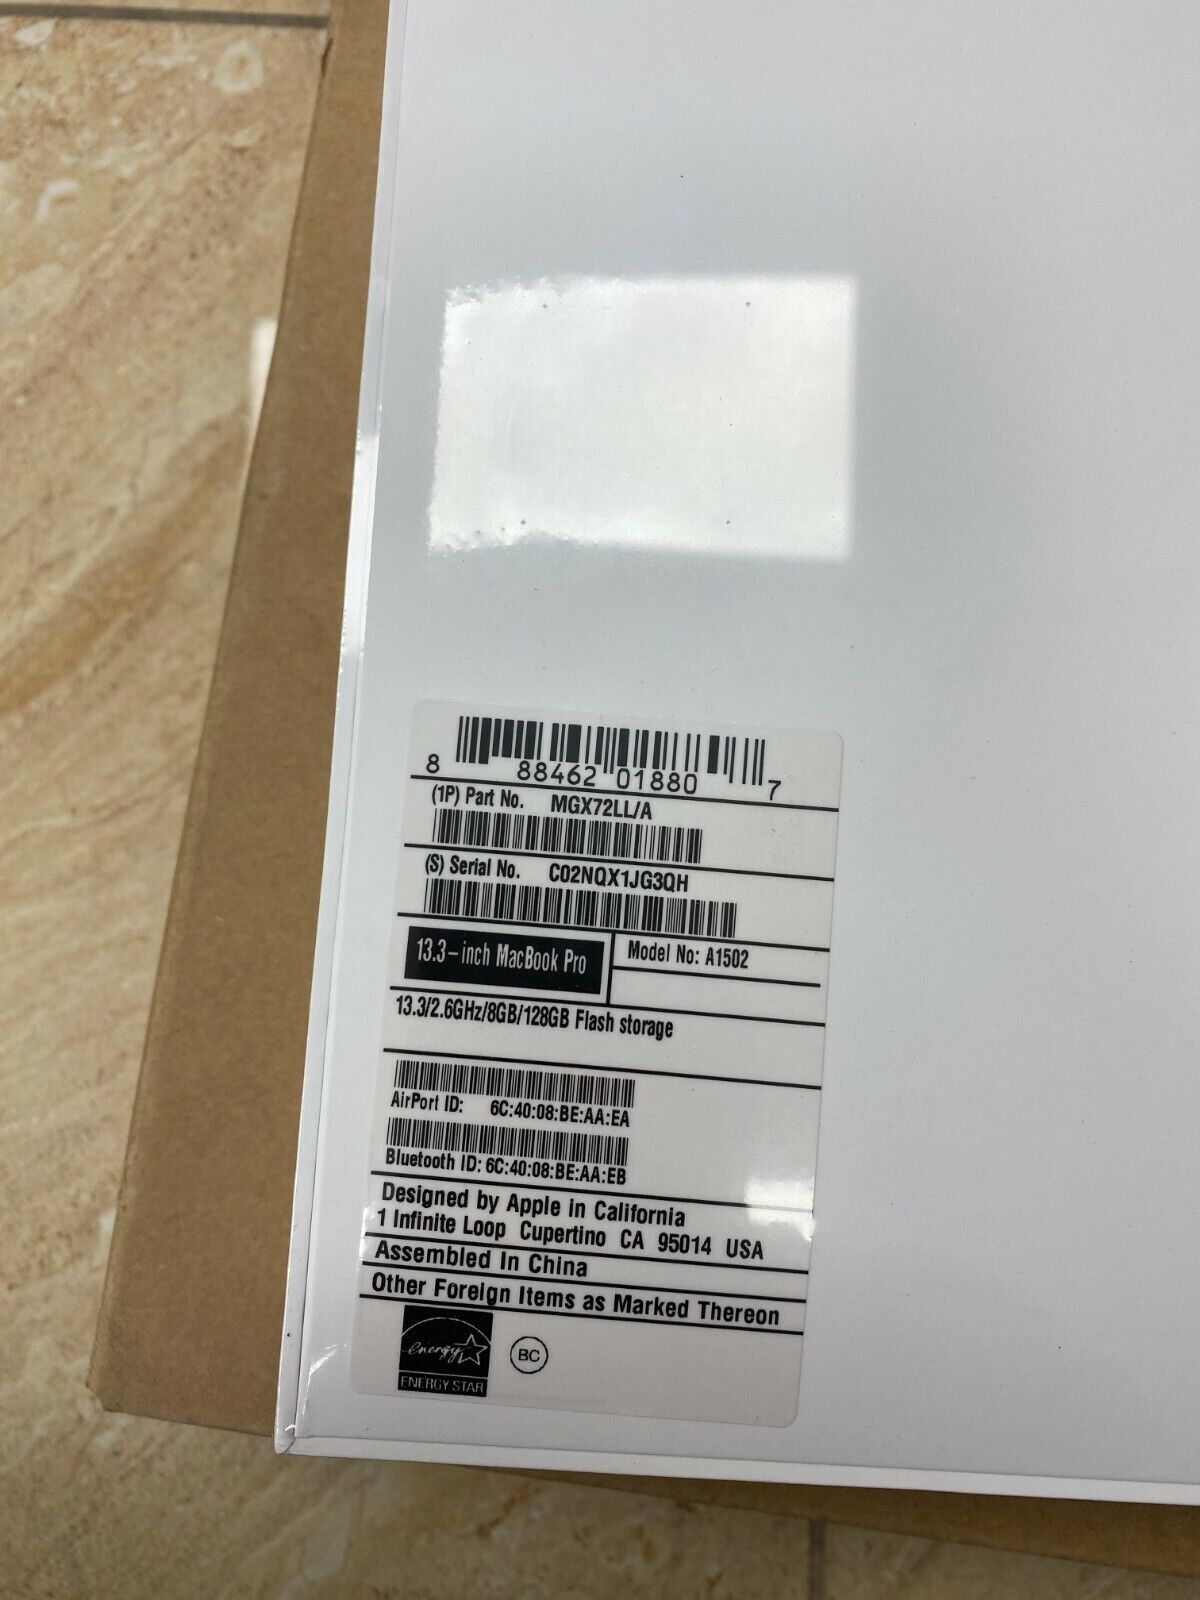 8 88462 01880 7
(1P) Part No. MGX72LL/A
(S) Serial No. C02NQX1JG3QH
13.3-inch MacBook Pro
Model No: A1502
13.3/2.6GHz/8GB/128GB Flash storage
AirPort ID: 6C:40:08:BE:AA:EA
Bluetooth ID: 6C:40:08:BE:AA:EB
Designed by Apple in California
1 Infinite Loop Cupertino CA 95014 USA
Assembled In China
Other Foreign Items as Marked Thereon
energy
ENERGY STAR
BC